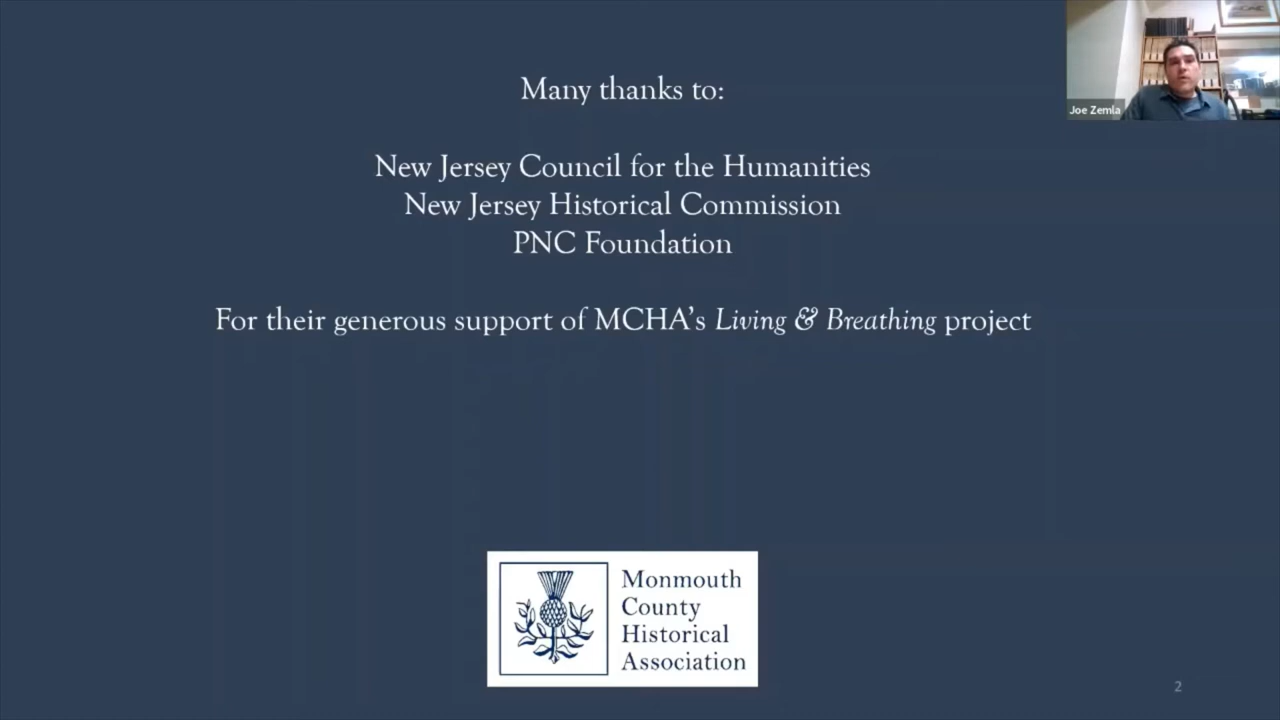 Many thanks to:
New Jersey Council for the Humanities
New Jersey Historical Commission
PNC Foundation
For their generous support of MCHA's Living & Breathing project
Joe Zemla
Monmouth
County
Historical
Association
2